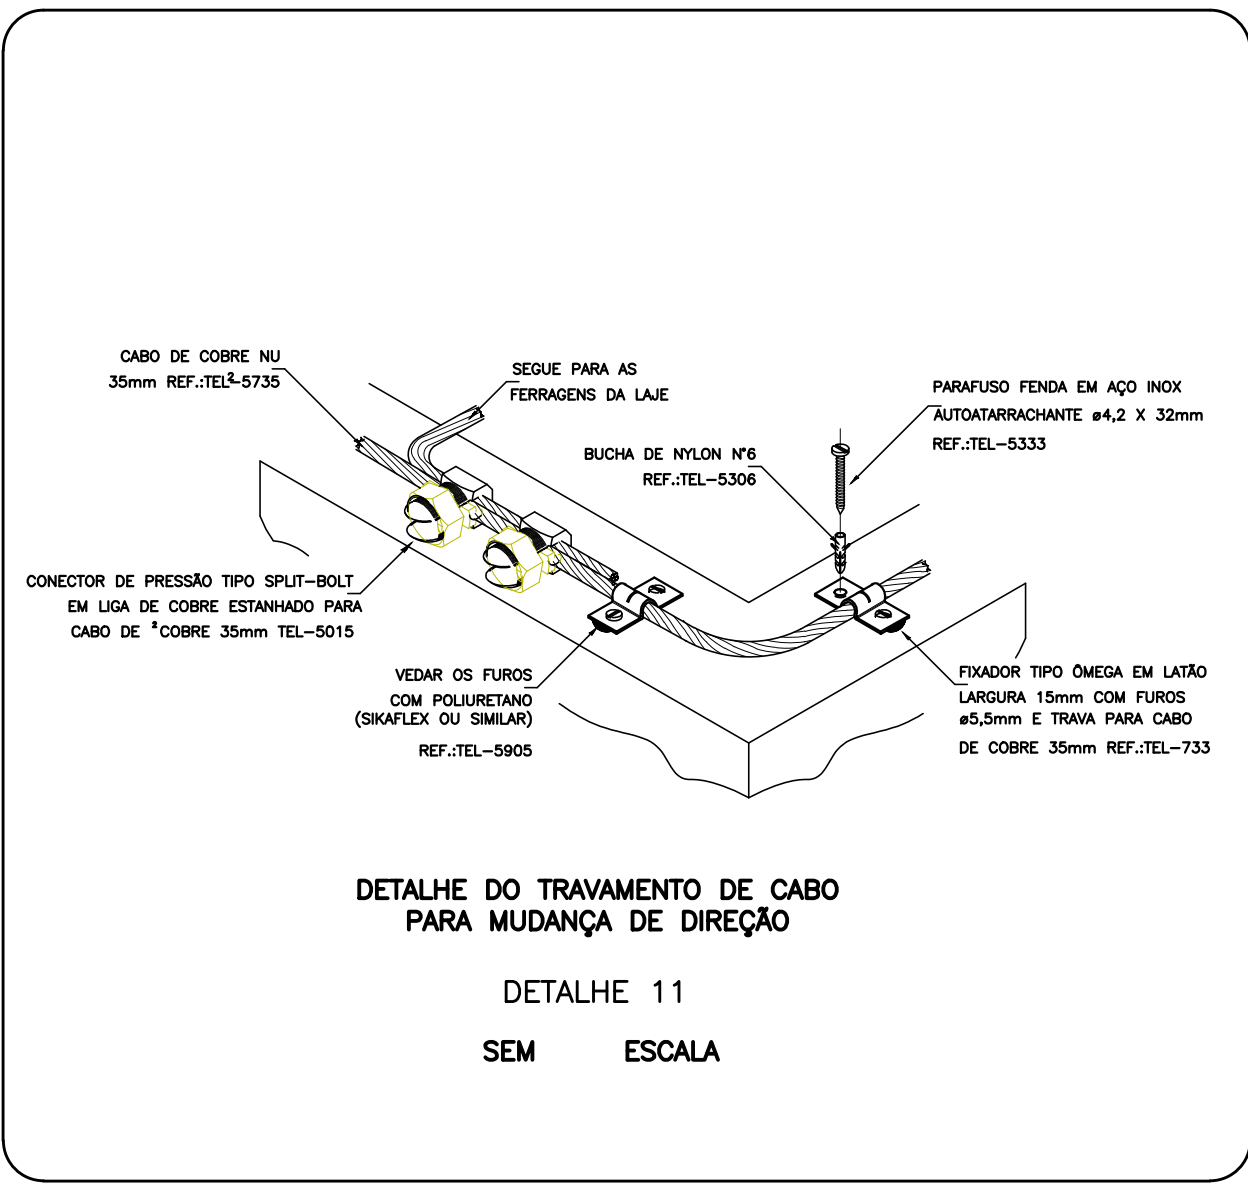 CABO DE COBRE NU
35mm REF.:TEL²-5735
SEGUE PARA AS
FERRAGENS DA LAJE
PARAFUSO FENDA EM AÇO INOX
AUTOATARRACHANTE ø4,2 X 32mm
REF.:TEL-5333
BUCHA DE NYLON N°6
REF.:TEL-5306
CONECTOR DE PRESSÃO TIPO SPLIT-BOLT
EM LIGA DE COBRE ESTANHADO PARA
CABO DE ²COBRE 35mm TEL-5015
VEDAR OS FUROS
COM POLIURETANO
(SIKAFLEX OU SIMILAR)
REF.:TEL-5905
FIXADOR TIPO ÔMEGA EM LATÃO
LARGURA 15mm COM FUROS
ø5,5mm E TRAVA PARA CABO
DE COBRE 35mm REF.:TEL-733
DETALHE DO TRAVAMENTO DE CABO
PARA MUDANÇA DE DIREÇÃO
DETALHE 11
SEM ESCALA